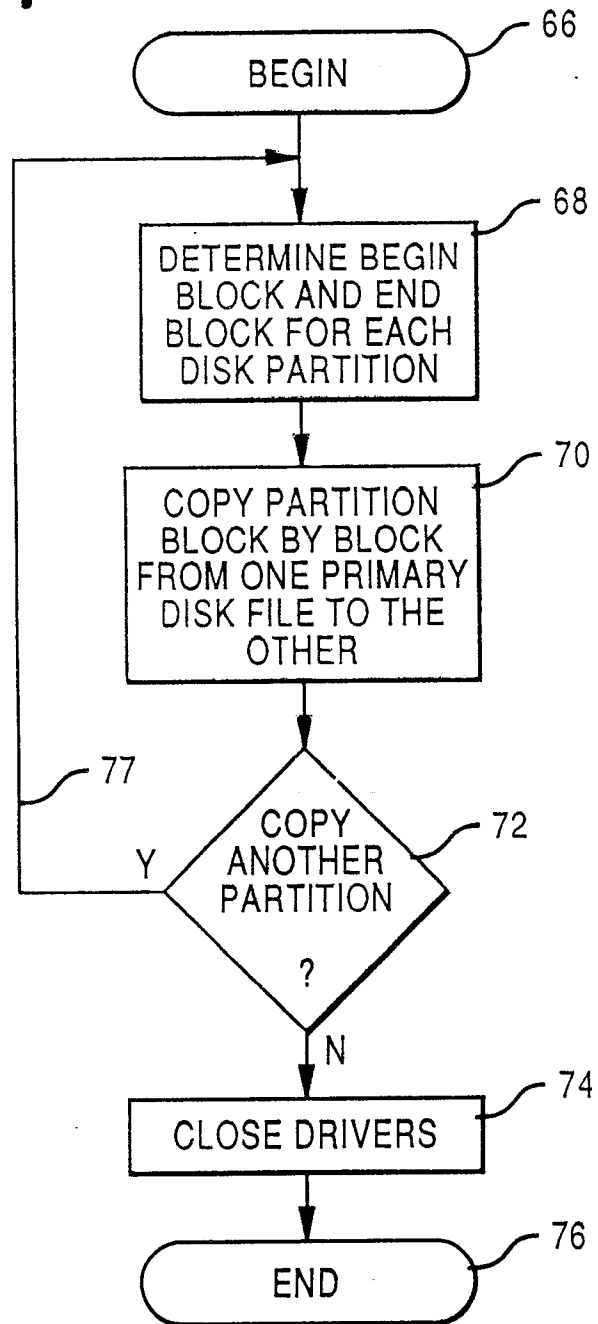 66
BEGIN
68
DETERMINE BEGIN
BLOCK AND END
BLOCK FOR EACH
DISK PARTITION
70
COPY PARTITION
BLOCK BY BLOCK
FROM ONE PRIMARY
DISK FILE TO THE
OTHER
77
72
COPY
ANOTHER
PARTITION
?
Y
N
74
CLOSE DRIVERS
76
END